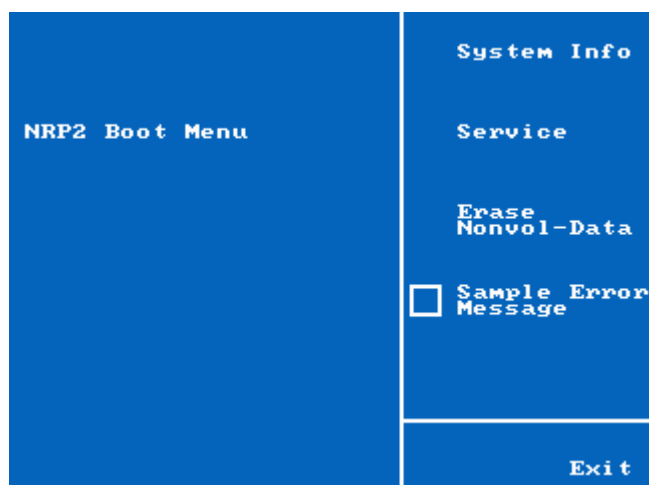 System Info
NRP2 Boot Menu
Service
Erase
Nonvol-Data
Sample Error
Message
Exit